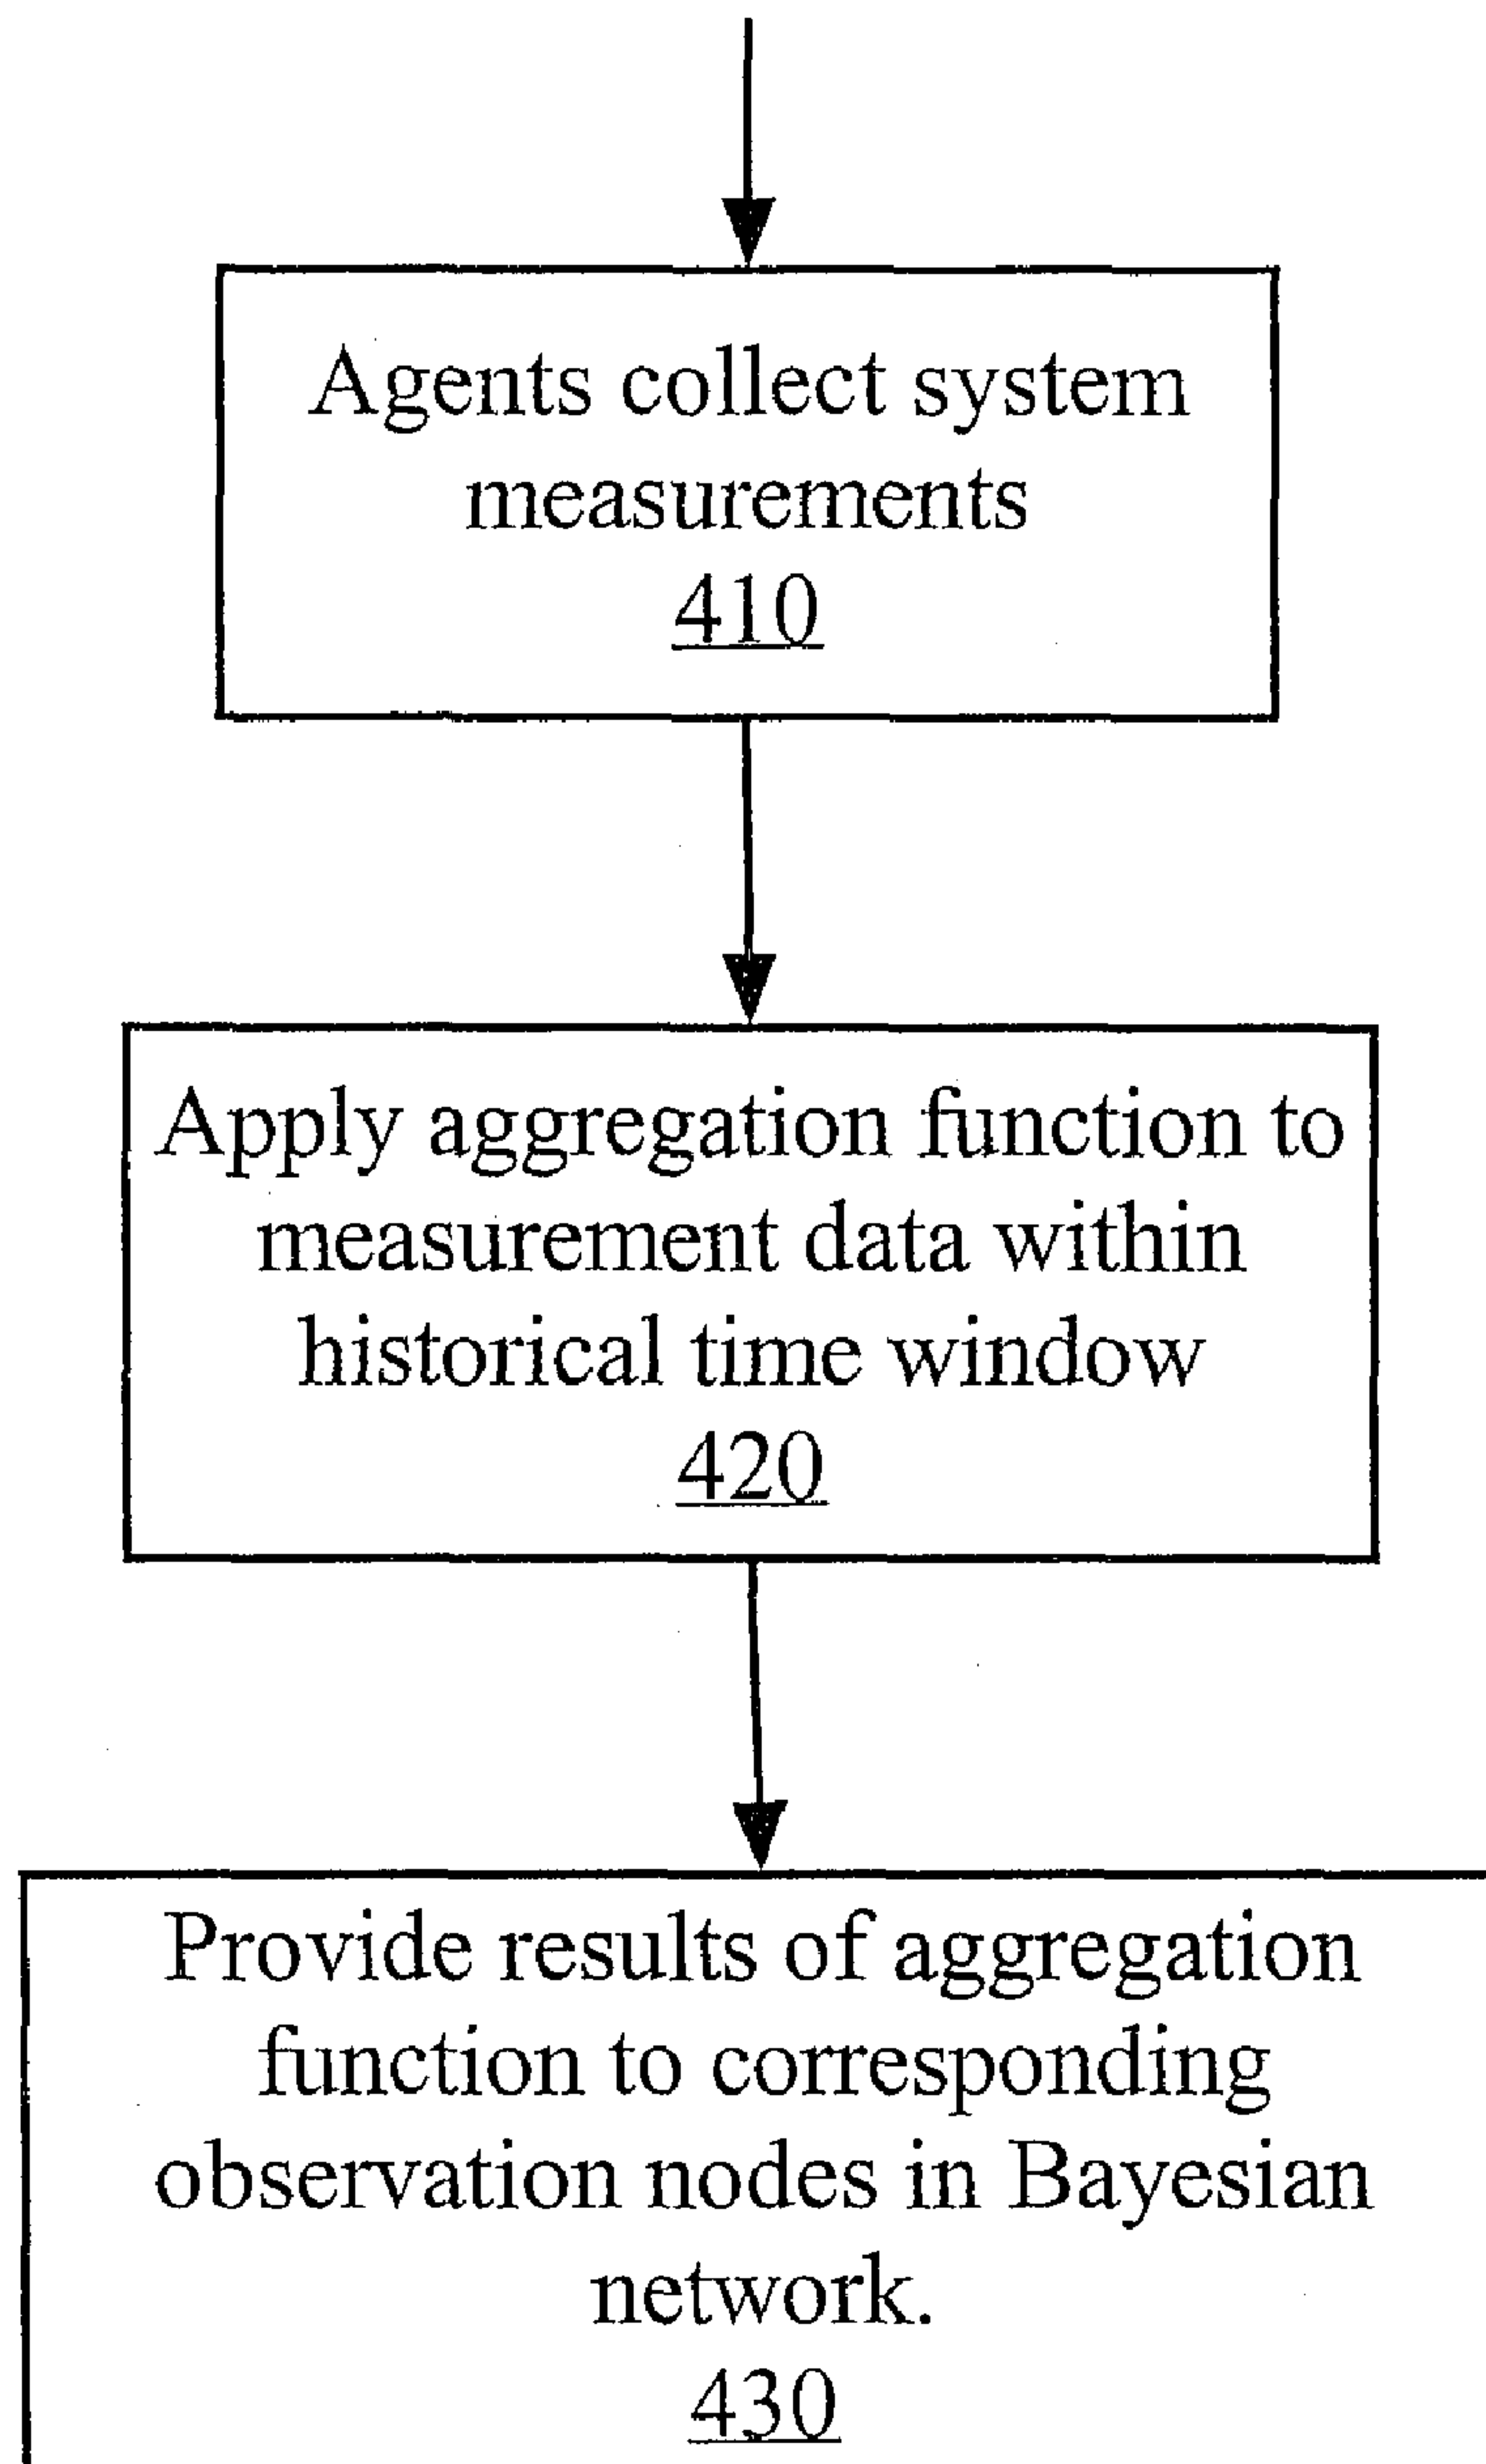 Agents collect system
measurements
410
Apply aggregation function to
measurement data within
historical time window
420
Provide results of aggregation
function to corresponding
observation nodes in Bayesian
network.
430